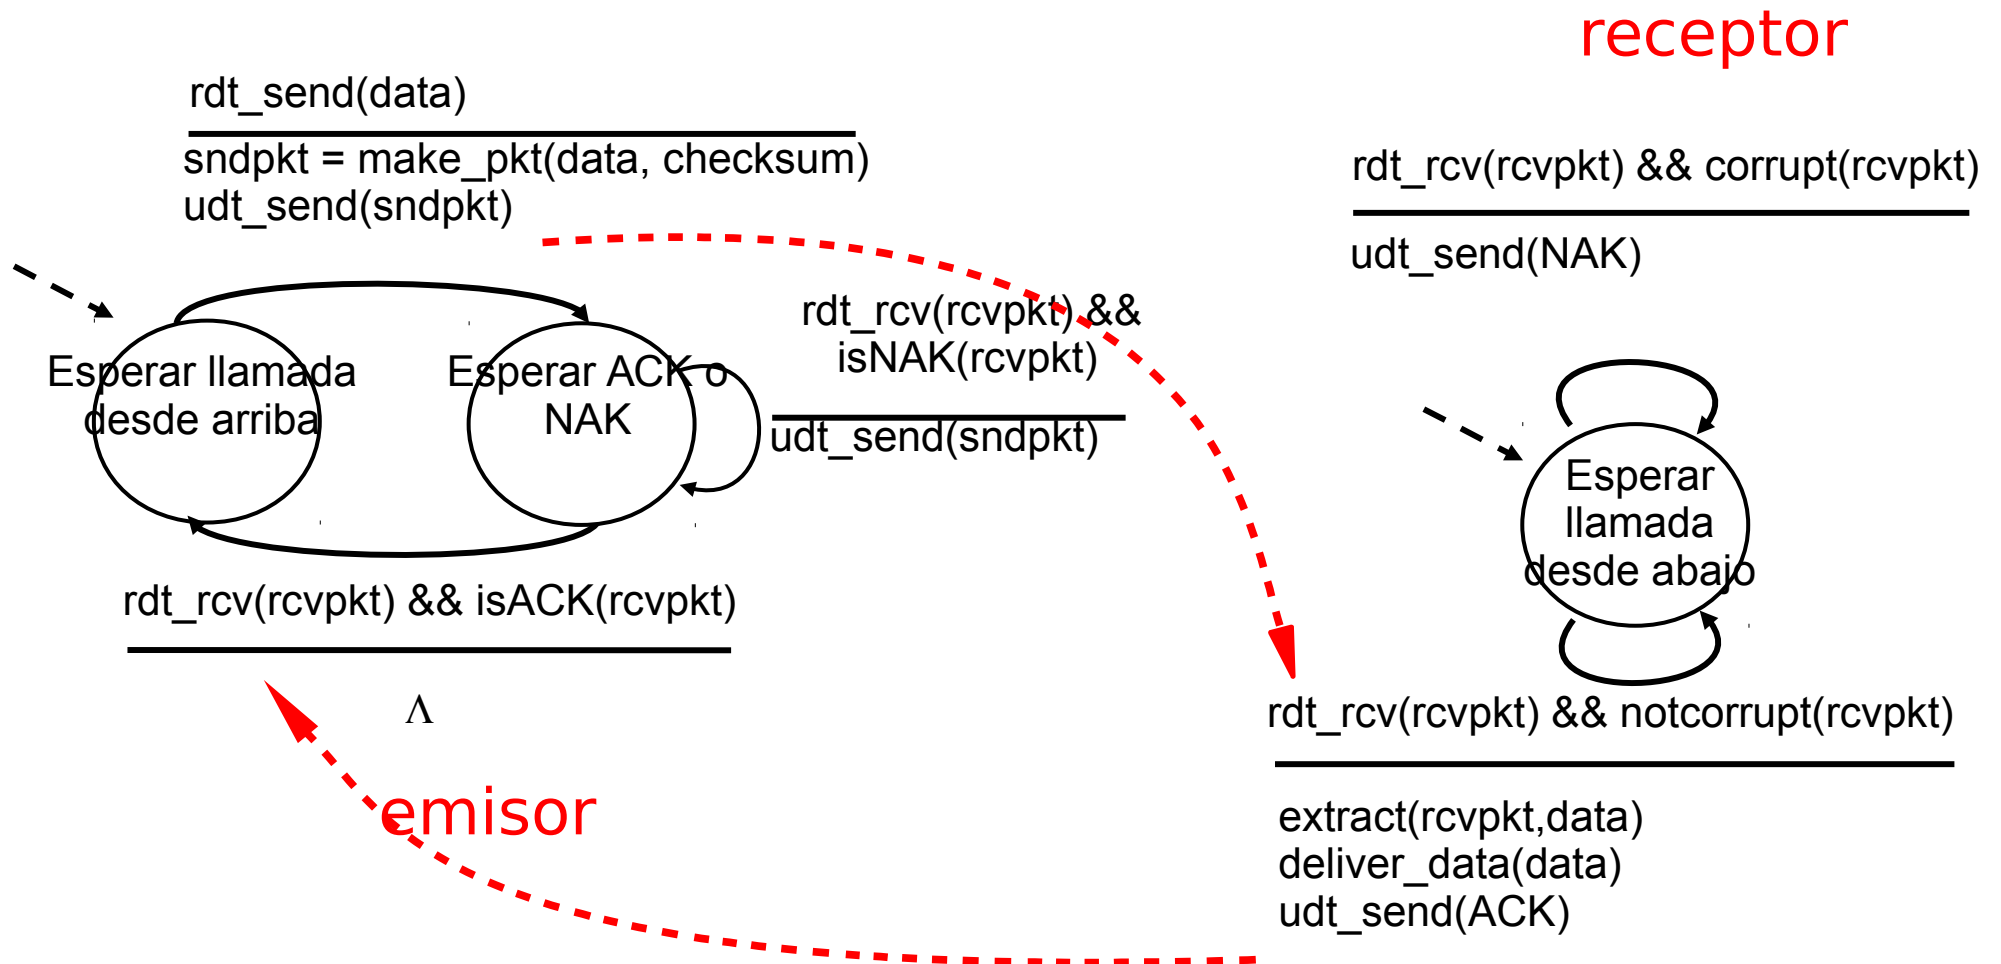 receptor
rdt_send(data)
sndpkt = make_pkt(data, checksum)
udt_send(sndpkt)
rdt_rcv(rcvpkt) && corrupt(rcvpkt)
udt_send(NAK)
rdt_rcv(rcvpkt) &&
isNAK(rcvpkt)
udt_send(sndpkt)
Esperar llamada
desde arriba
Esperar ACK o
NAK
Esperar
llamada
desde abajo
rdt_rcv(rcvpkt) && isACK(rcvpkt)
Λ
emisor
rdt_rcv(rcvpkt) && notcorrupt(rcvpkt)
extract(rcvpkt,data)
deliver_data(data)
udt_send(ACK)